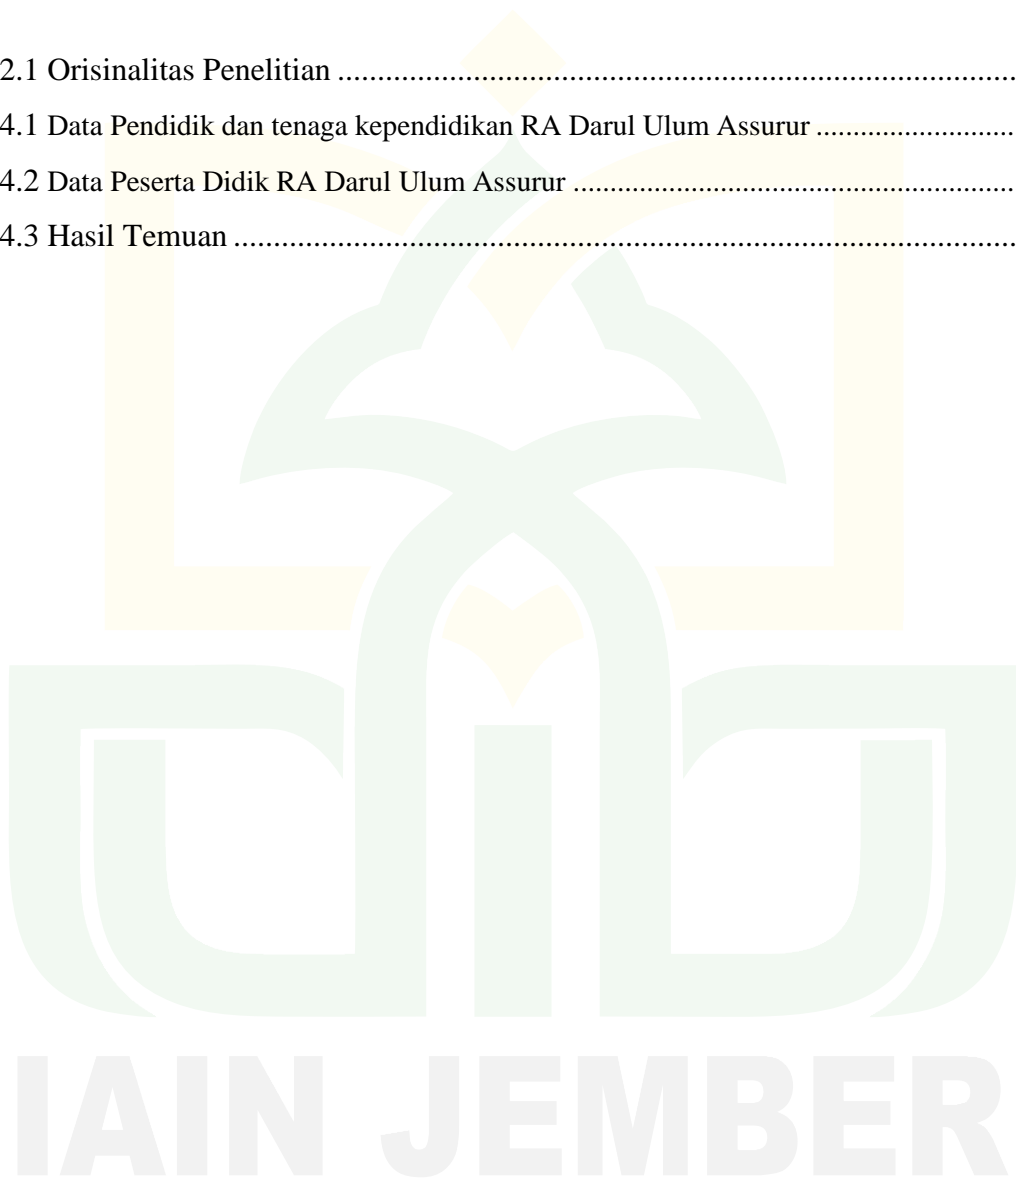 2.1 Orisinalitas Penelitian ....................................................................................
4.1 Data Pendidik dan tenaga kependidikan RA Darul Ulum Assurur ..........................
4.2 Data Peserta Didik RA Darul Ulum Assurur ..........................................................
4.3 Hasil Temuan ..................................................................................................
IAIN JEMBER